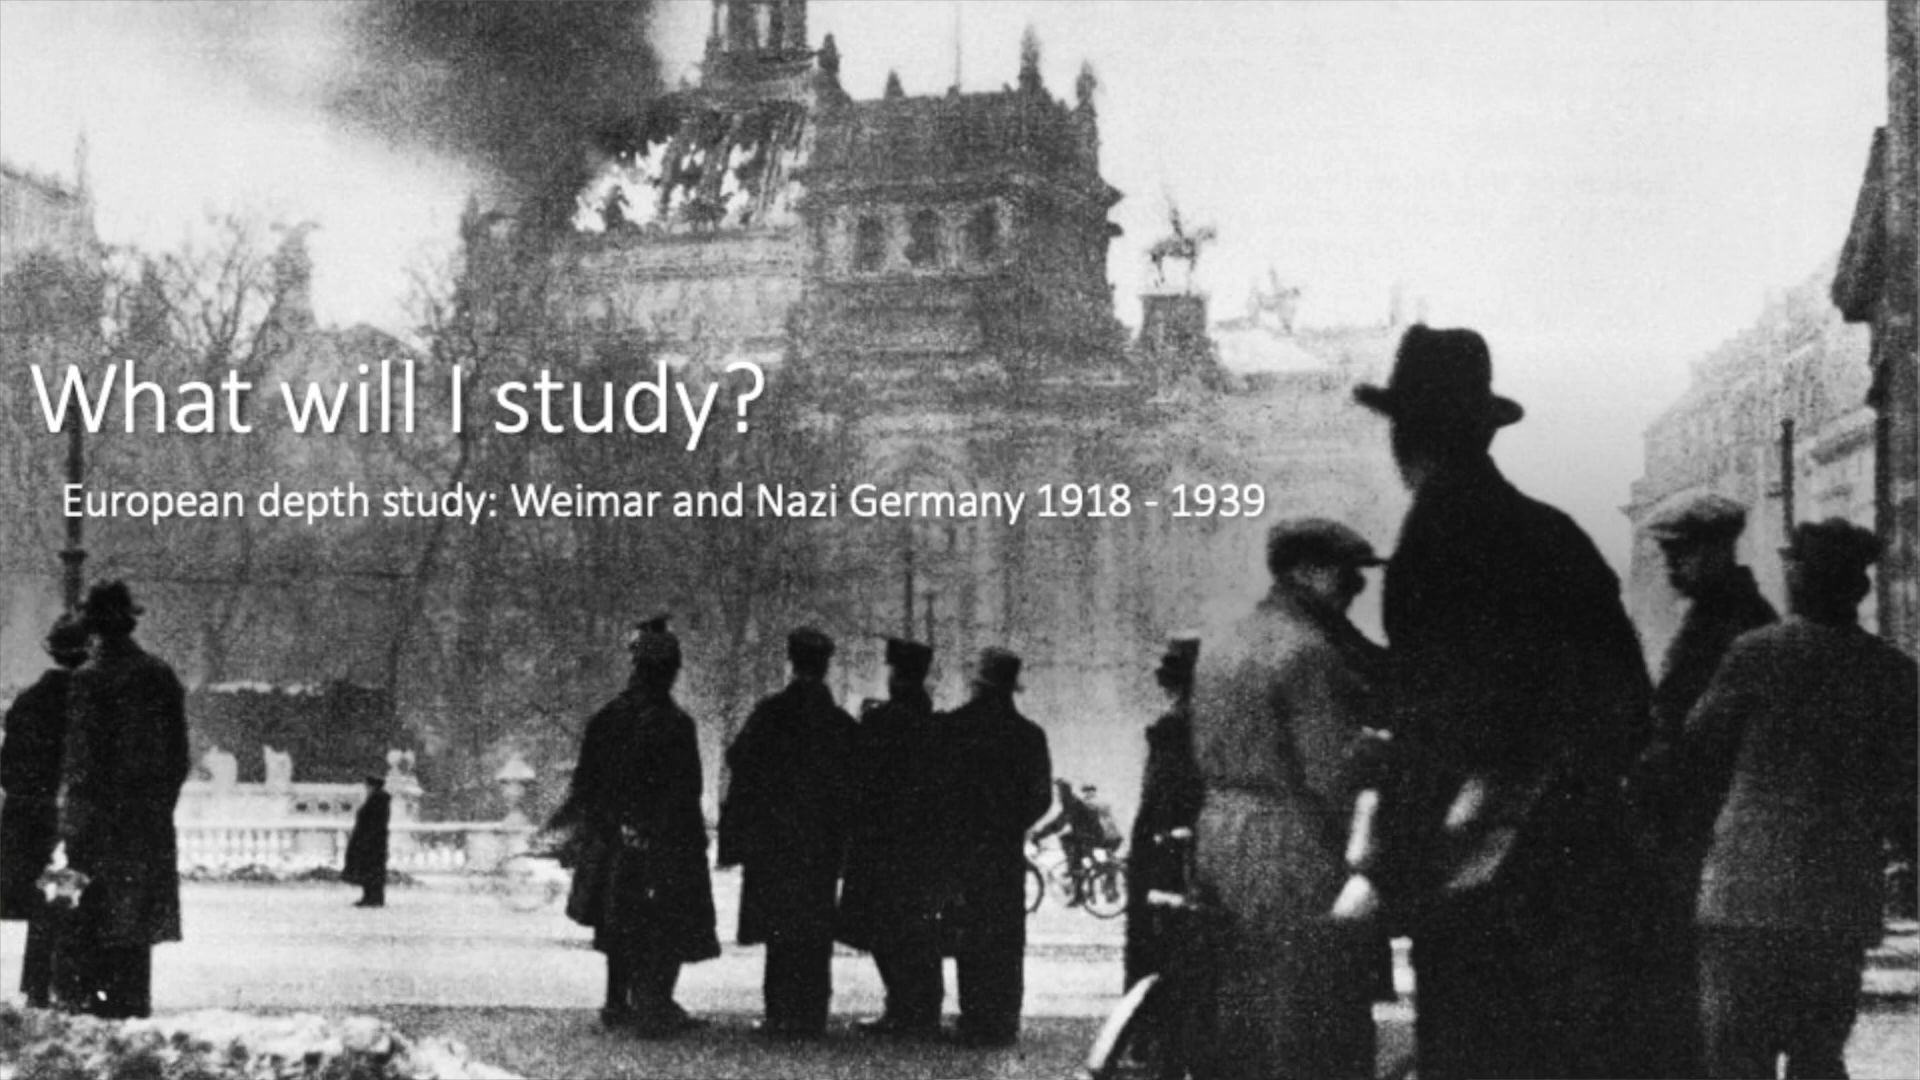 What will I study?
European depth study: Weimar and Nazi Germany 1918 - 1939